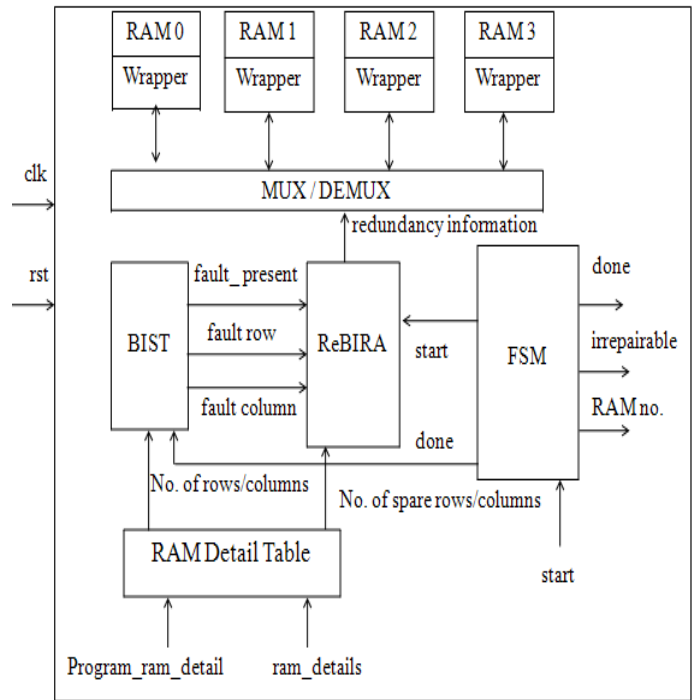 RAM 0
RAM 1
RAM 2
RAM 3
Wrapper
Wrapper
Wrapper
Wrapper
clk
MUX / DEMUX
redundancy information
rst
fault_present
done
BIST
fault row
ReBIRA
start
FSM
irrepairable
fault column
RAM no.
done
No. of rows/columns
No. of spare rows/columns
RAM Detail Table
start
Program_ram_detail
ram_details